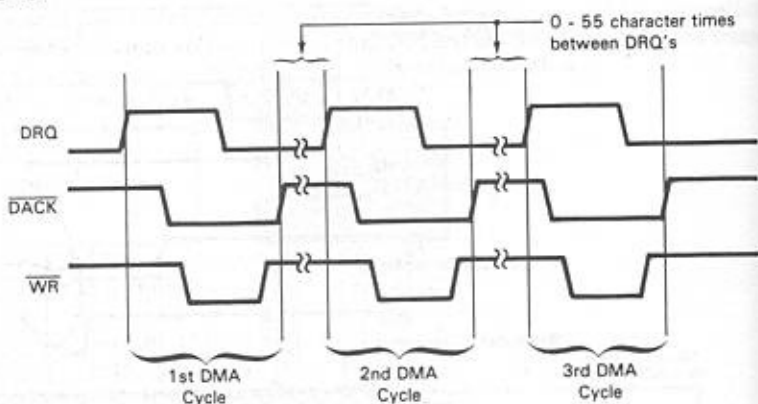 0 - 55 character times
between DRQ's
DRQ
DACK
WR
1st DMA
Cycle
2nd DMA
Cycle
3rd DMA
Cycle